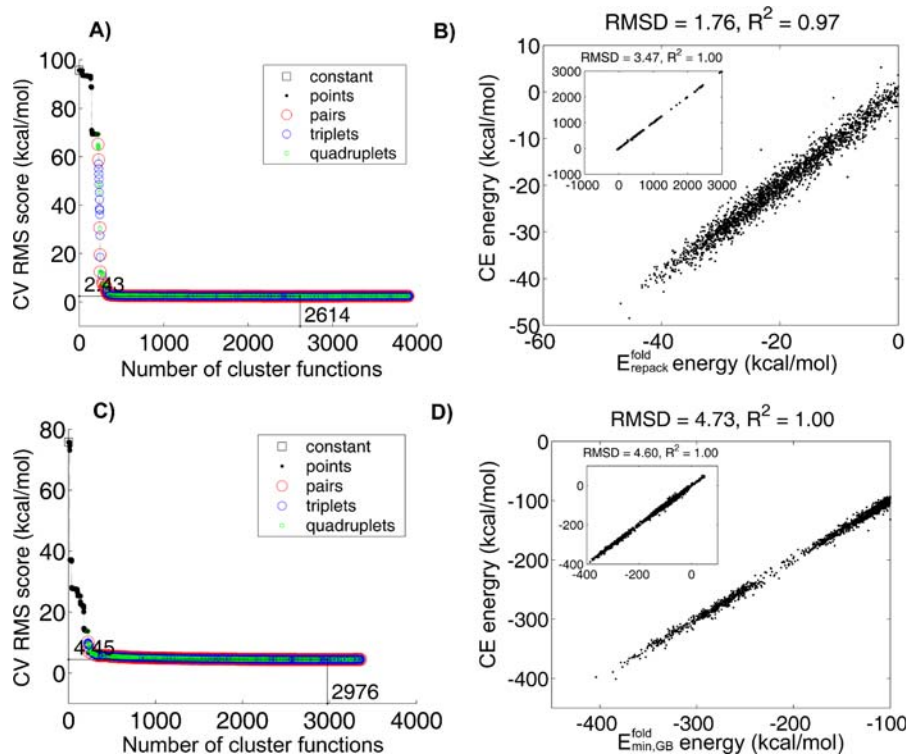 A)
100
80
60
40
20
0
CV RMS score (kcal/mol)
constant
points
pairs
triplets
quadruplets
2.43
2614
0 1000 2000 3000 4000
Number of cluster functions
B)
RMSD = 1.76, R² = 0.97
10
0
-10
-20
-30
-40
-50
CE energy (kcal/mol)
RMSD = 3.47, R² = 1.00
3000
2000
1000
0
-1000
-1000 0 1000 2000 3000
-60 -40 -20 0
E^fold_repack energy (kcal/mol)
C)
80
60
40
20
0
CV RMS score (kcal/mol)
constant
points
pairs
triplets
quadruplets
4.45
2976
0 1000 2000 3000 4000
Number of cluster functions
D)
RMSD = 4.73, R² = 1.00
0
-100
-200
-300
-400
CE energy (kcal/mol)
RMSD = 4.60, R² = 1.00
0
-200
-400
-400 -200 0
-400 -300 -200 -100
E^fold_min,GB energy (kcal/mol)